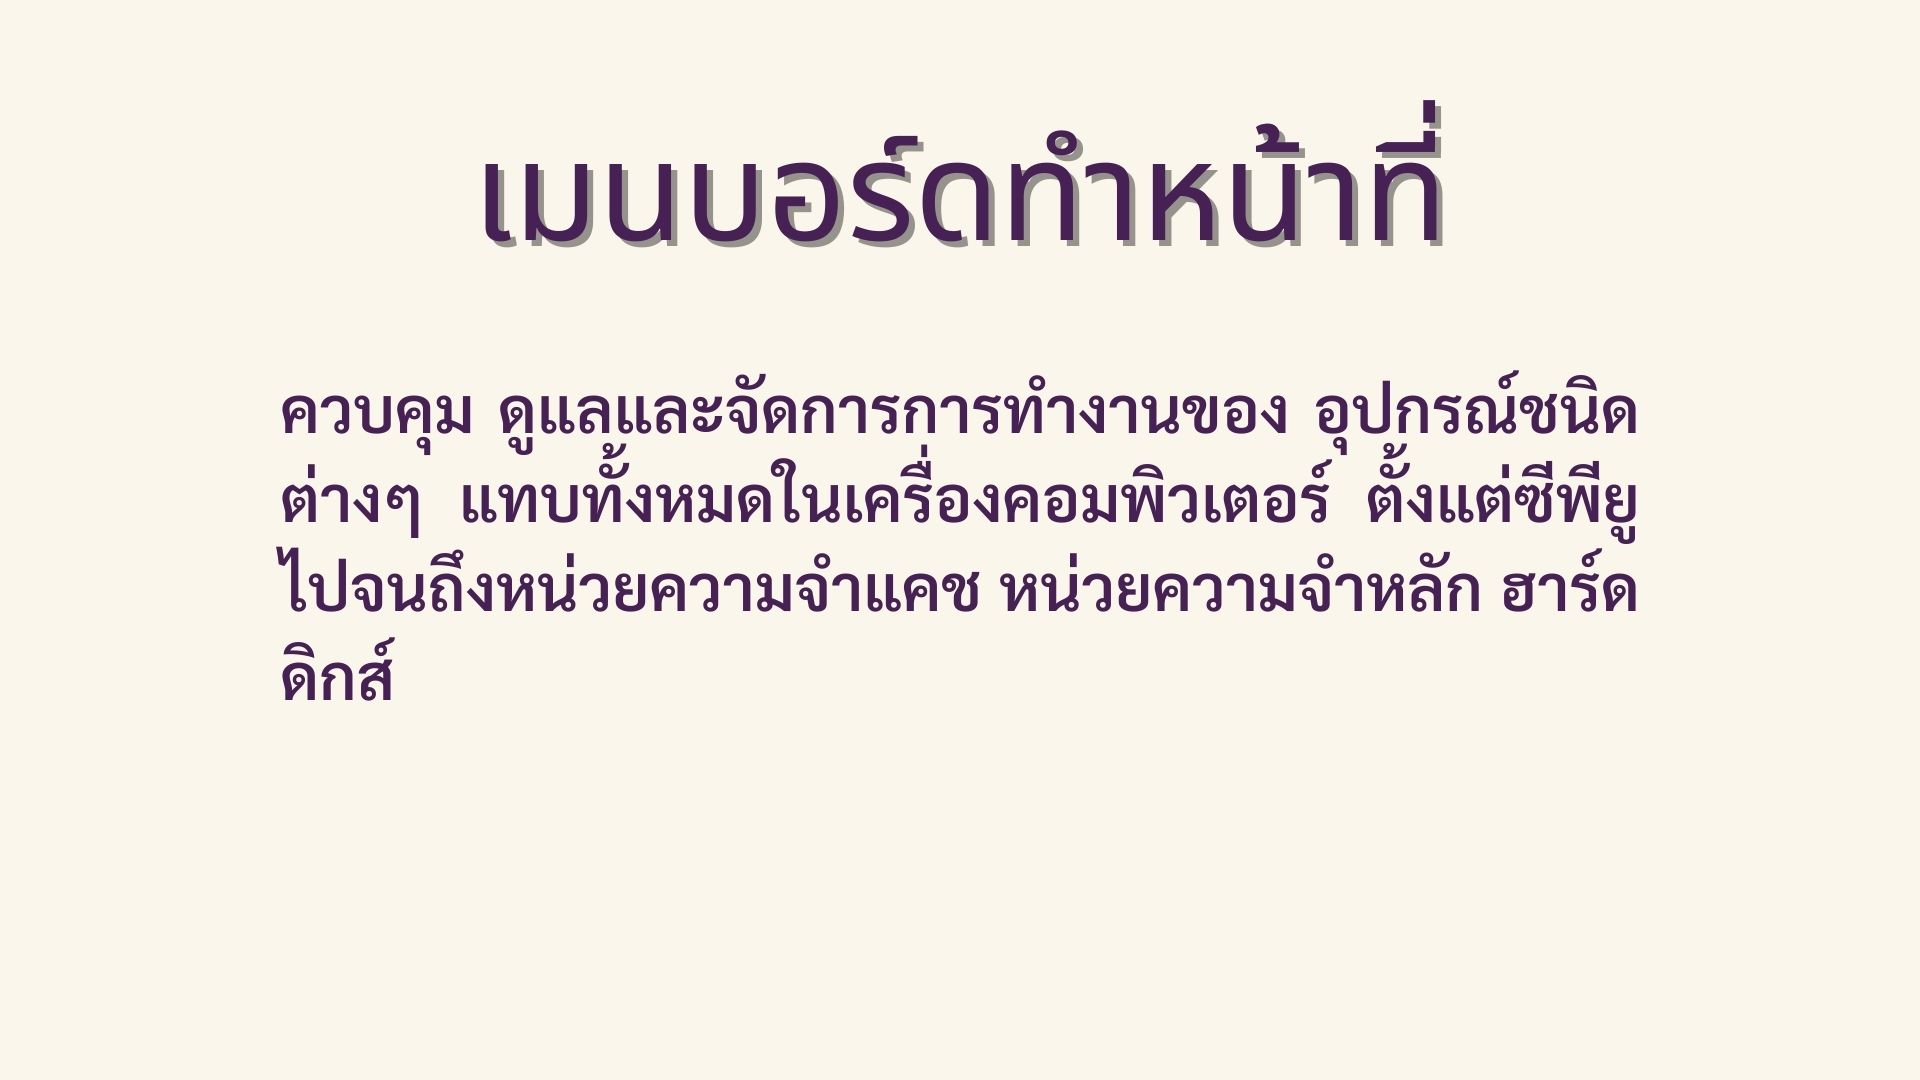 เมนบอร์ดทำหน้าที่
ควบคุม ดูแลและจัดการการทำงานของ อุปกรณ์ชนิด
ต่างๆ แทบทั้งหมดในเครื่องคอมพิวเตอร์ ตั้งแต่ซีพียู
ไปจนถึงหน่วยความจำแคช หน่วยความจำหลัก ฮาร์ด
ดิกส์